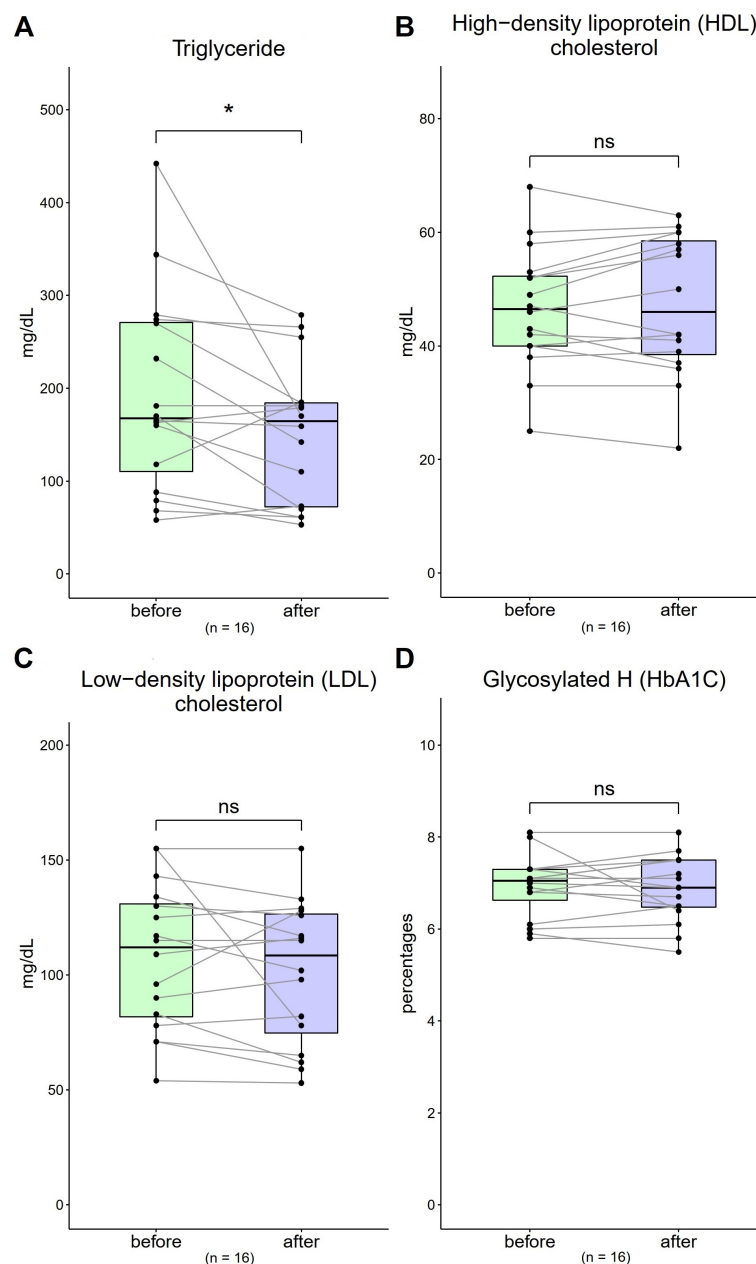 A
Triglyceride
*
500
400
300
200
100
0
mg/dL
before
after
(n = 16)
B
High−density lipoprotein (HDL)
cholesterol
ns
80
60
40
20
0
mg/dL
before
after
(n = 16)
C
Low−density lipoprotein (LDL)
cholesterol
ns
200
150
100
50
0
mg/dL
before
after
(n = 16)
D
Glycosylated H (HbA1C)
ns
10
8
6
4
2
0
percentages
before
after
(n = 16)